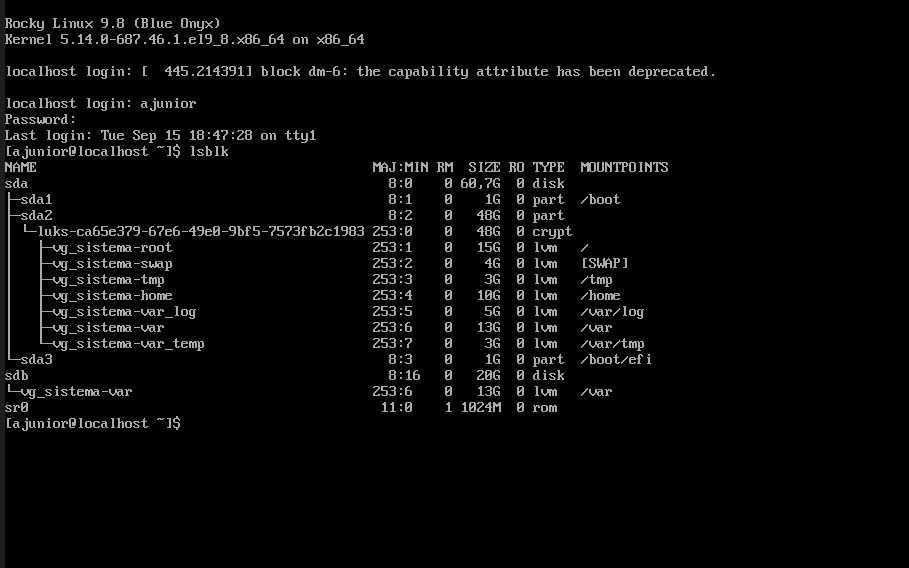 Rocky Linux 9.8 (Blue Onyx)
Kernel 5.14.0-687.46.1.el9_8.x86_64 on x86_64
localhost login: [  445.214391] block dm-6: the capability attribute has been deprecated.
localhost login: ajunior
Password:
Last login: Tue Sep 15 18:47:28 on tty1
[ajunior@localhost ~]$ lsblk
NAME                                          MAJ:MIN RM  SIZE RO TYPE  MOUNTPOINTS
sda                                             8:0    0 60,7G  0 disk
├─sda1                                          8:1    0    1G  0 part  /boot
├─sda2                                          8:2    0   48G  0 part
│ └─luks-ca65e379-67e6-49e0-9bf5-7573fb2c1983 253:0    0   48G  0 crypt
│   ├─vg_sistema-root                         253:1    0   15G  0 lvm   /
│   ├─vg_sistema-swap                         253:2    0    4G  0 lvm   [SWAP]
│   ├─vg_sistema-tmp                          253:3    0    3G  0 lvm   /tmp
│   ├─vg_sistema-home                         253:4    0   10G  0 lvm   /home
│   ├─vg_sistema-var_log                      253:5    0    5G  0 lvm   /var/log
│   ├─vg_sistema-var                          253:6    0   13G  0 lvm   /var
│   └─vg_sistema-var_temp                     253:7    0    3G  0 lvm   /var/tmp
└─sda3                                          8:3    0    1G  0 part  /boot/efi
sdb                                             8:16   0   20G  0 disk
└─vg_sistema-var                              253:6    0   13G  0 lvm   /var
sr0                                            11:0    1 1024M  0 rom
[ajunior@localhost ~]$